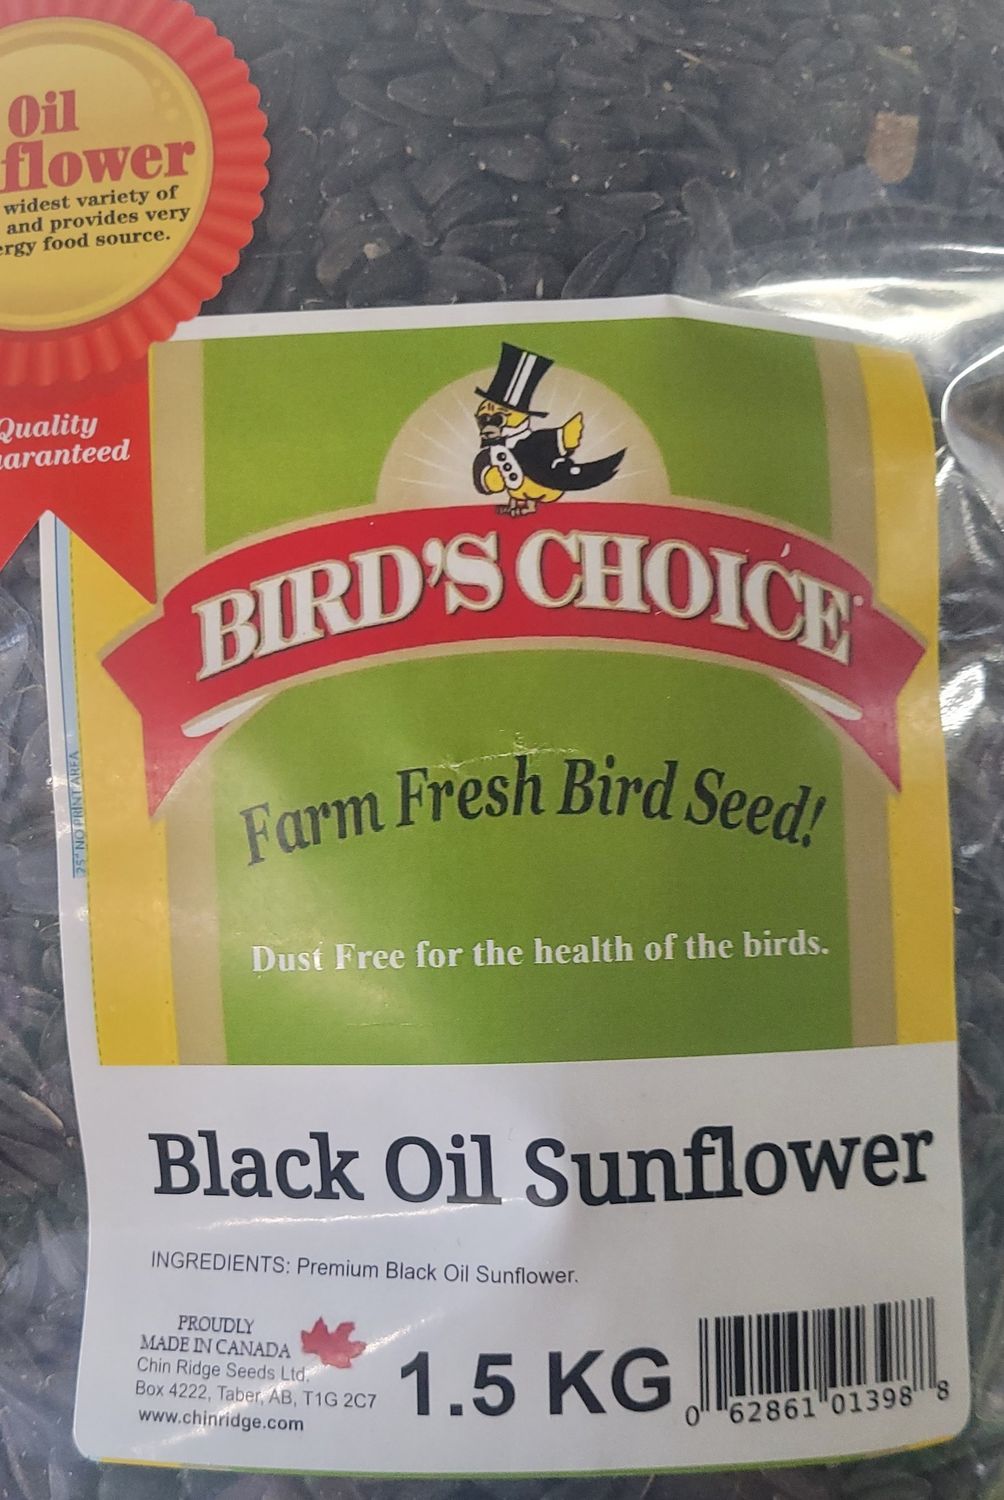 Oil
flower
widest variety of
and provides very
ergy food source.
Quality
aranteed
BIRD'S CHOICE
Farm Fresh Bird Seed!
Dust Free for the health of the birds.
.25" NO PRINT AREA
Black Oil Sunflower
INGREDIENTS: Premium Black Oil Sunflower.
PROUDLY
MADE IN CANADA
Chin Ridge Seeds Ltd.
Box 4222, Taber, AB, T1G 2C7
www.chinridge.com
1.5 KG
0 62861 01398 8